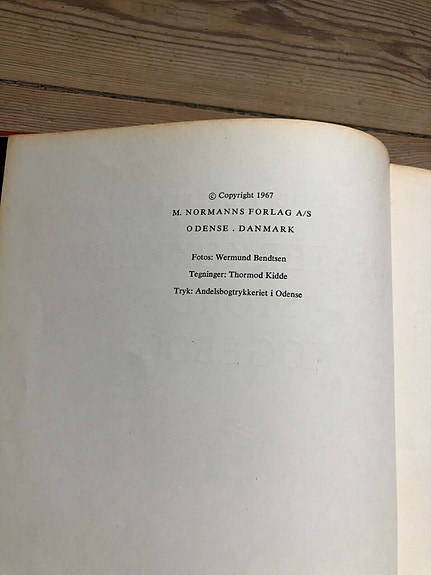 © Copyright 1967
M. NORMANNS FORLAG A/S
ODENSE . DANMARK
Fotos: Wermund Bendtsen
Tegninger: Thormod Kidde
Tryk: Andelsbogtrykkeriet i Odense